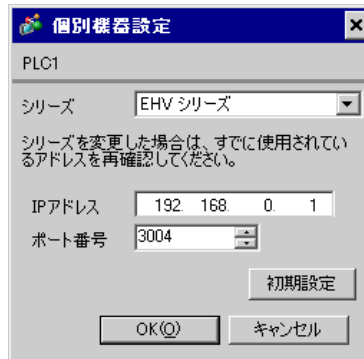 個別機器設定
PLC1
シリーズ EHV シリーズ
シリーズを変更した場合は、すでに使用されてい
るアドレスを再確認してください。
IPアドレス 192. 168. 0. 1
ポート番号 3004
初期設定
OK(O) キャンセル